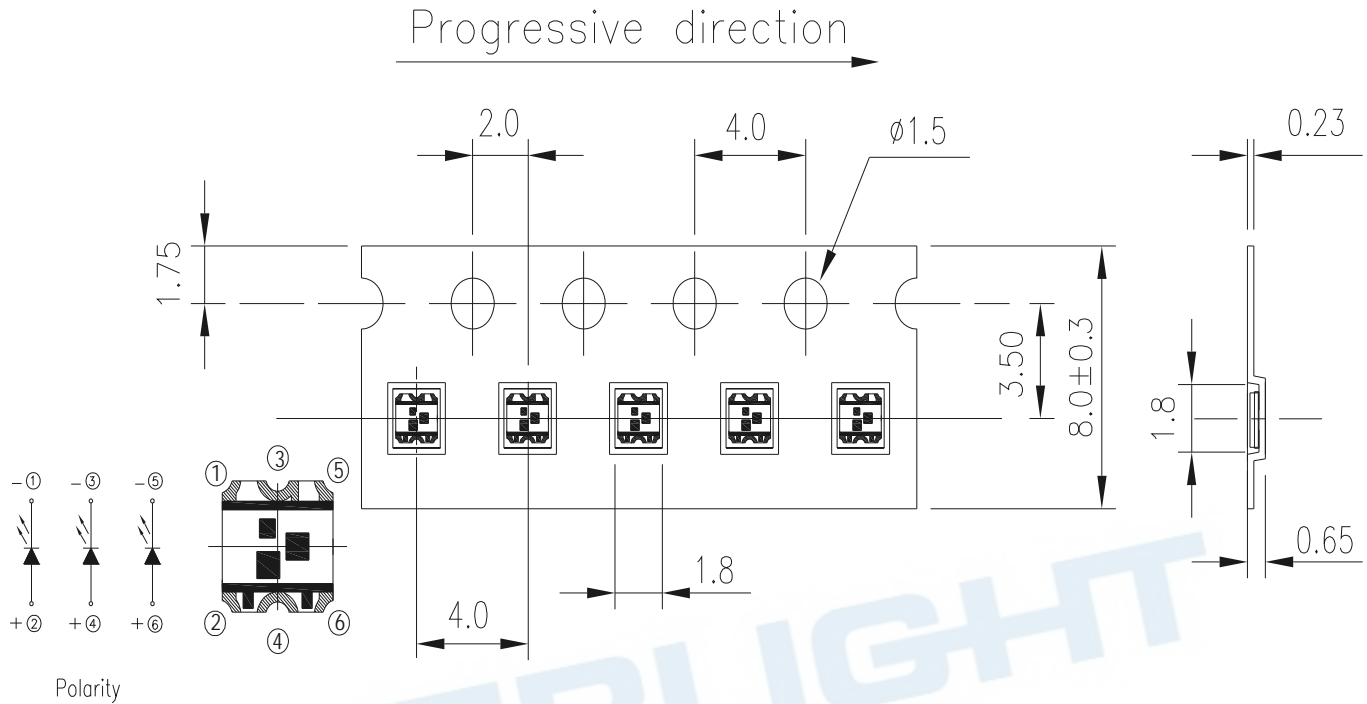 Progressive direction
2.0
4.0
ø1.5
0.23
1.75
3.50
8.0±0.3
1.8
0.65
1.8
4.0
-① -③ -⑤
+② +④ +⑥
① ③ ⑤
② ④ ⑥
Polarity